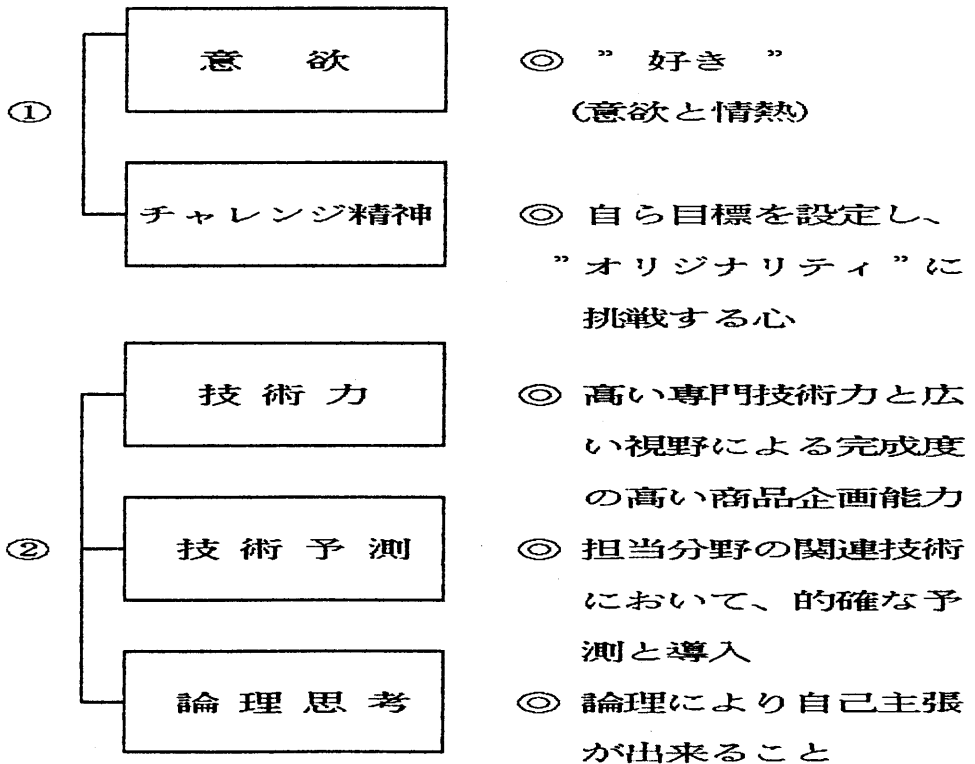 意欲
◎ ”好き”
(意欲と情熱)
①
チャレンジ精神
◎ 自ら目標を設定し、
”オリジナリティ”に
挑戦する心
技術力
◎ 高い専門技術力と広
い視野による完成度
の高い商品企画能力
②
技術予測
◎ 担当分野の関連技術
において、的確な予
測と導入
論理思考
◎ 論理により自己主張
が出来ること